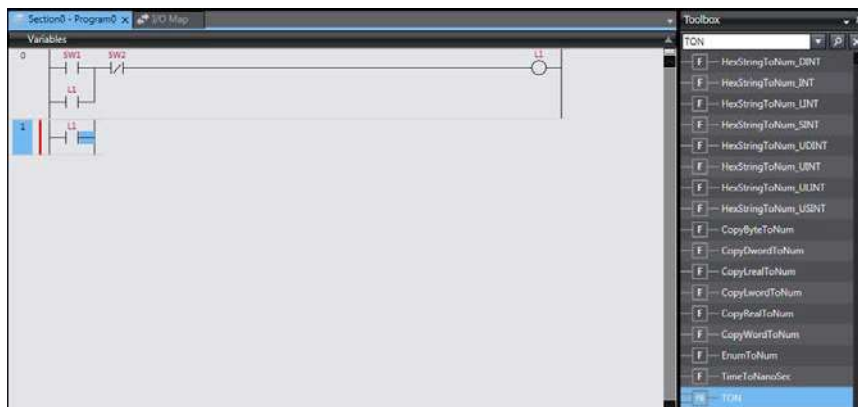 Section0 - Program0 x
I/O Map
Variables
0
SW1
SW2
L1
L1
1
L1
Toolbox
TON
F HexStringToNum_DINT
F HexStringToNum_INT
F HexStringToNum_LINT
F HexStringToNum_SINT
F HexStringToNum_UDINT
F HexStringToNum_UINT
F HexStringToNum_ULINT
F HexStringToNum_USINT
F CopyByteToNum
F CopyDwordToNum
F CopyLrealToNum
F CopyLwordToNum
F CopyRealToNum
F CopyWordToNum
F EnumToNum
F TimeToNanoSec
FB TON